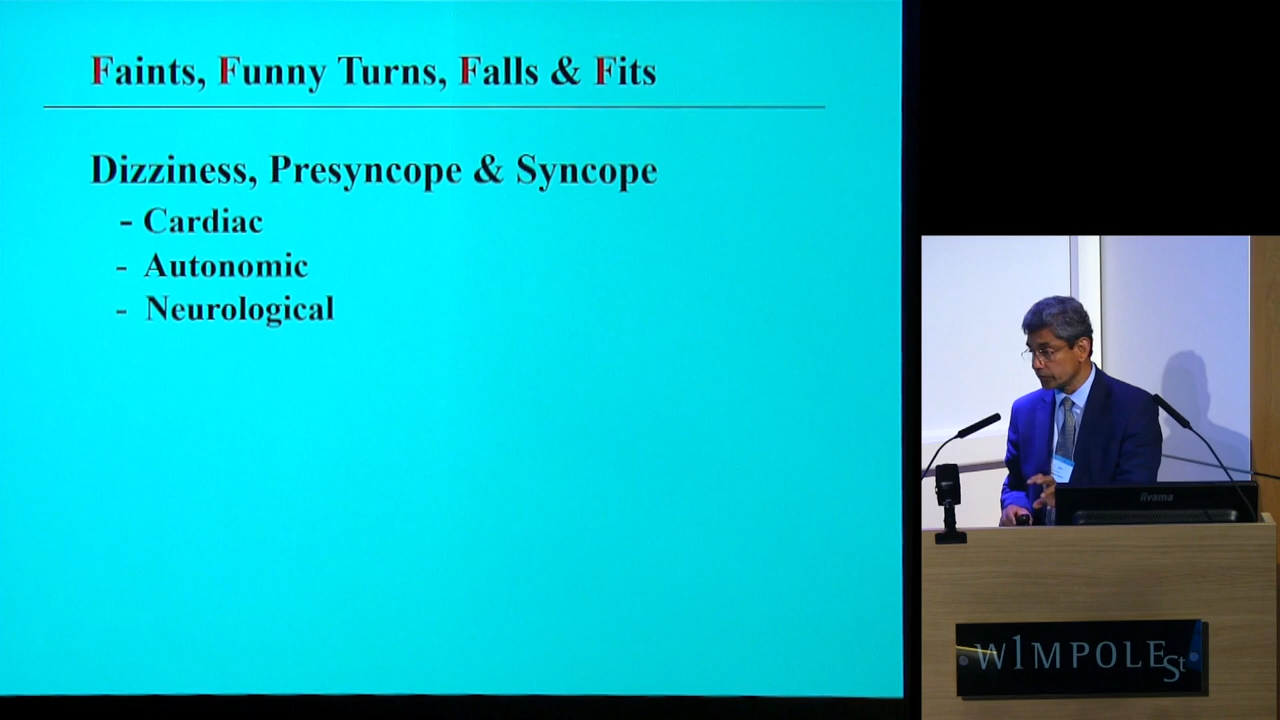 Faints, Funny Turns, Falls & Fits
Dizziness, Presyncope & Syncope
- Cardiac
- Autonomic
- Neurological
iiyama
W1MPOLE St